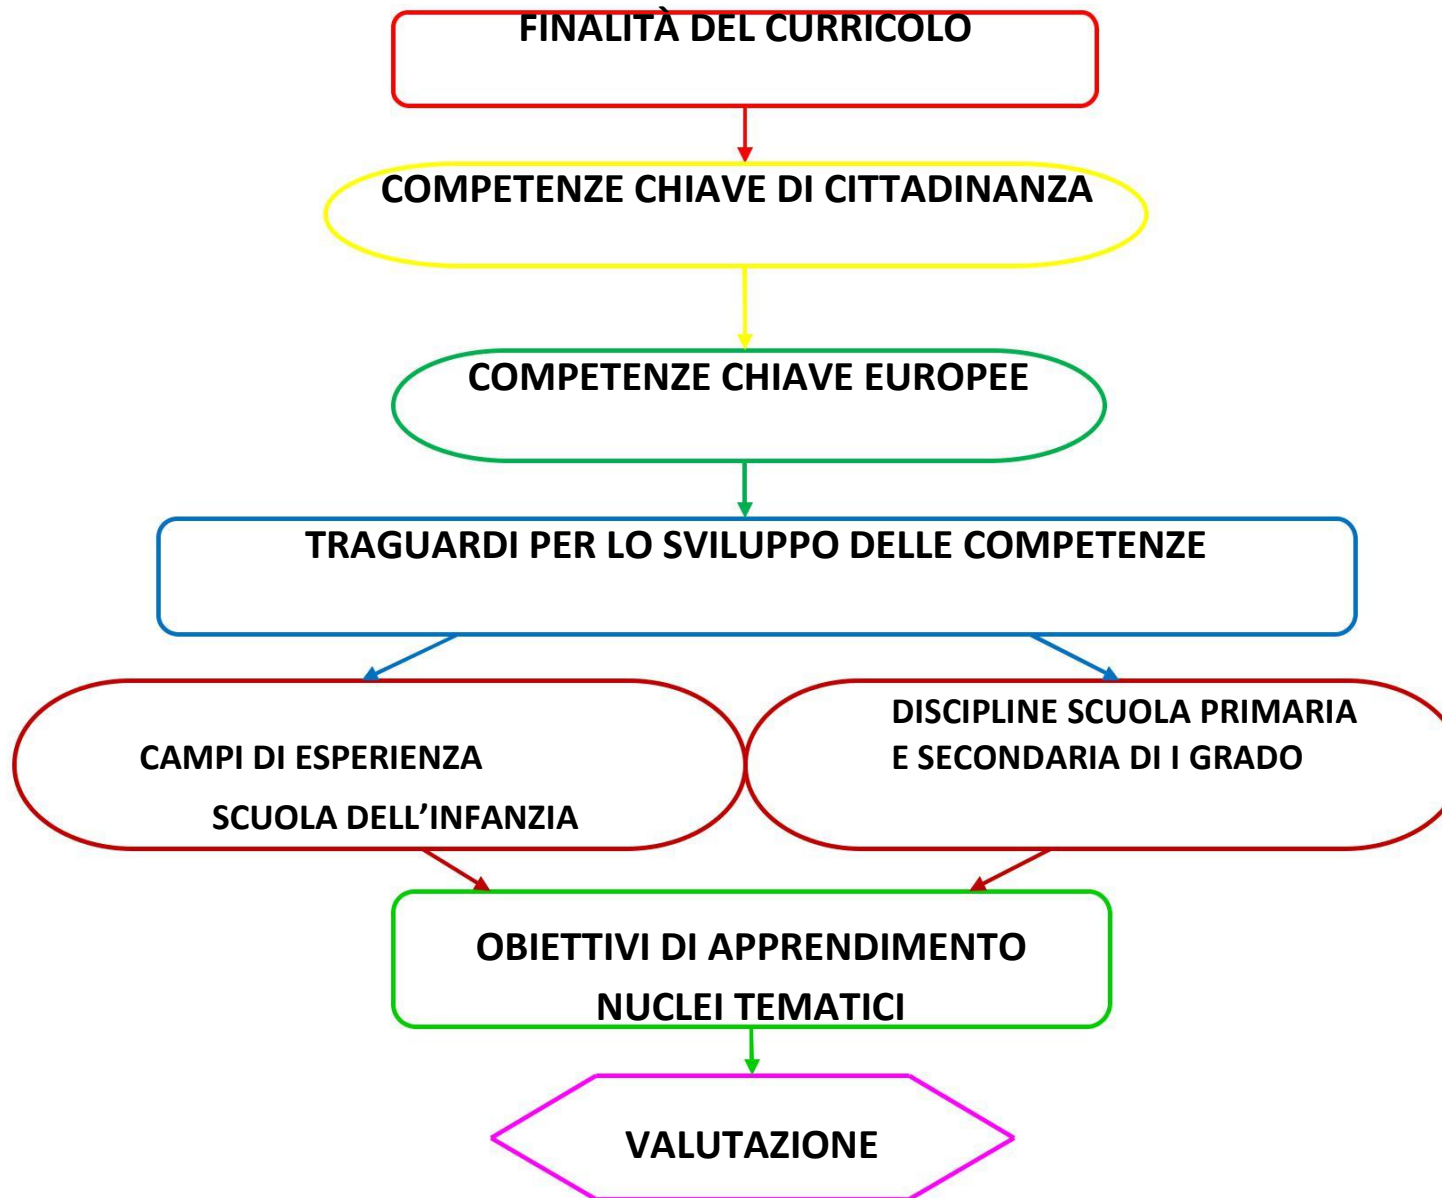 FINALITÀ DEL CURRICOLO
COMPETENZE CHIAVE DI CITTADINANZA
COMPETENZE CHIAVE EUROPEE
TRAGUARDI PER LO SVILUPPO DELLE COMPETENZE
CAMPI DI ESPERIENZA
SCUOLA DELL’INFANZIA
DISCIPLINE SCUOLA PRIMARIA
E SECONDARIA DI I GRADO
OBIETTIVI DI APPRENDIMENTO
NUCLEI TEMATICI
VALUTAZIONE